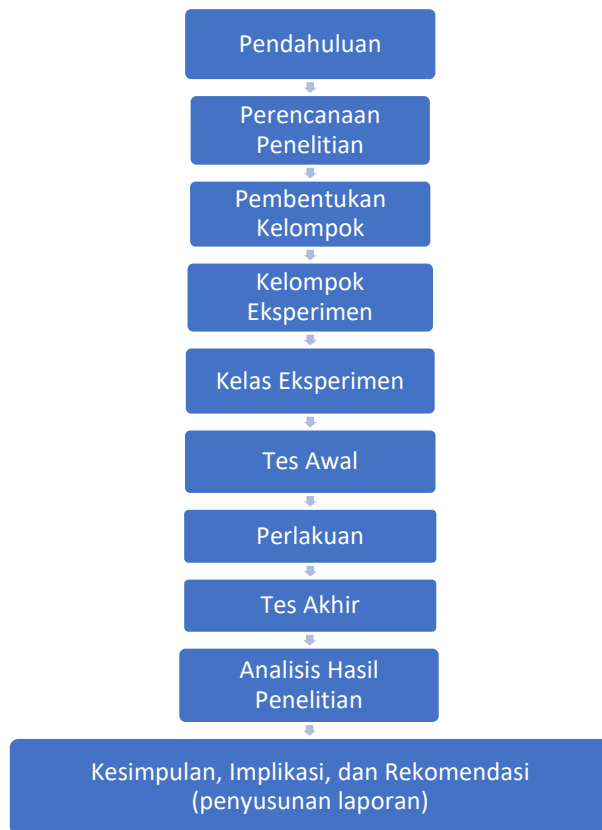 Pendahuluan
Perencanaan
Penelitian
Pembentukan
Kelompok
Kelompok
Eksperimen
Kelas Eksperimen
Tes Awal
Perlakuan
Tes Akhir
Analisis Hasil
Penelitian
Kesimpulan, Implikasi, dan Rekomendasi
(penyusunan laporan)